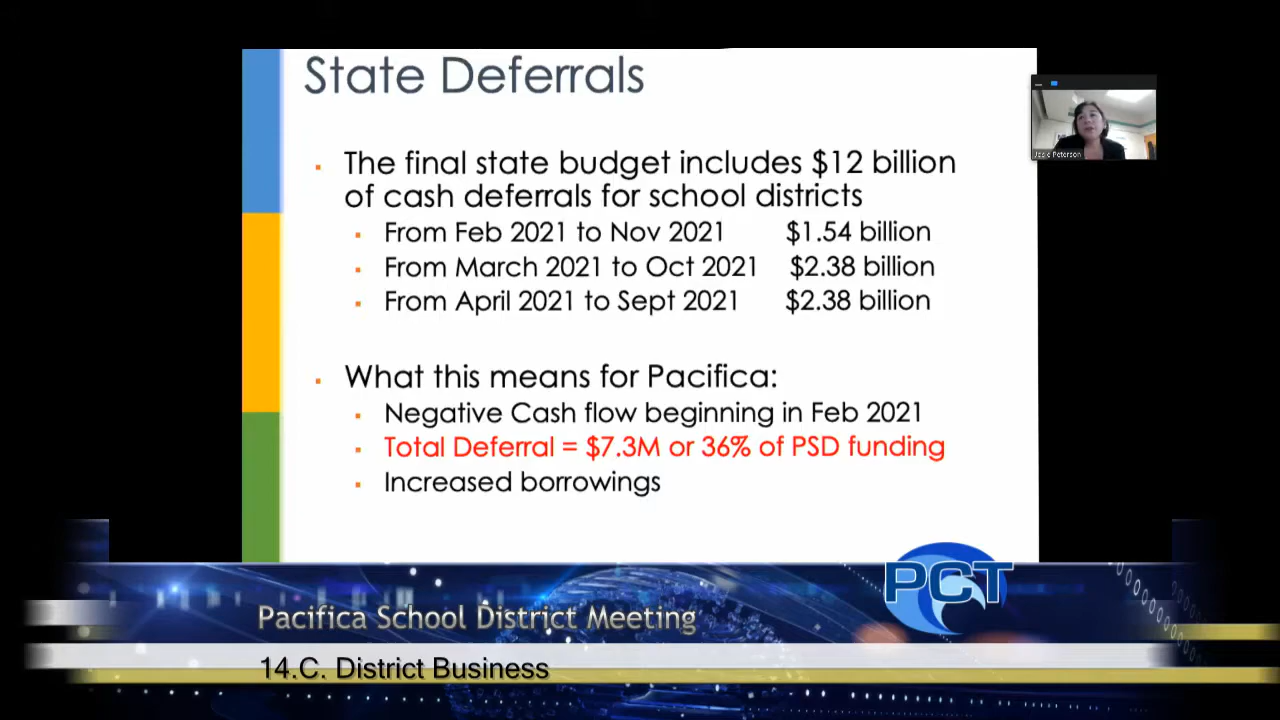 State Deferrals
The final state budget includes $12 billion
of cash deferrals for school districts
From Feb 2021 to Nov 2021 $1.54 billion
From March 2021 to Oct 2021 $2.38 billion
From April 2021 to Sept 2021 $2.38 billion
What this means for Pacifica:
Negative Cash flow beginning in Feb 2021
Total Deferral = $7.3M or 36% of PSD funding
Increased borrowings
Peterson
PCT
Pacifica School District Meeting
14.C. District Business